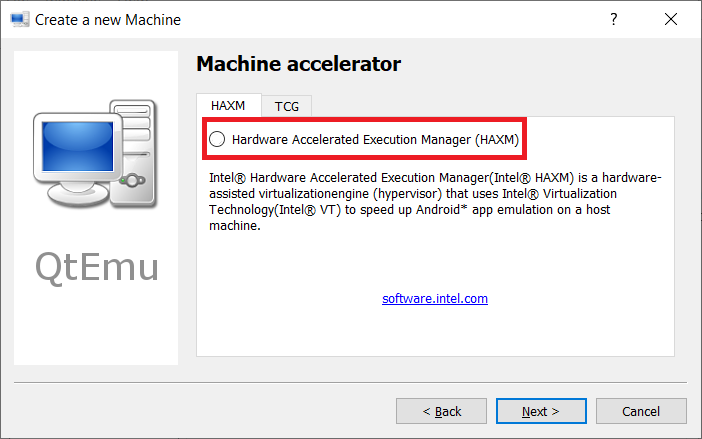 Create a new Machine
?
Machine accelerator
HAXM
TCG
Hardware Accelerated Execution Manager (HAXM)
Intel® Hardware Accelerated Execution Manager(Intel® HAXM) is a hardware-
assisted virtualizationengine (hypervisor) that uses Intel® Virtualization
Technology(Intel® VT) to speed up Android* app emulation on a host
machine.
QtEmu
software.intel.com
< Back
Next >
Cancel